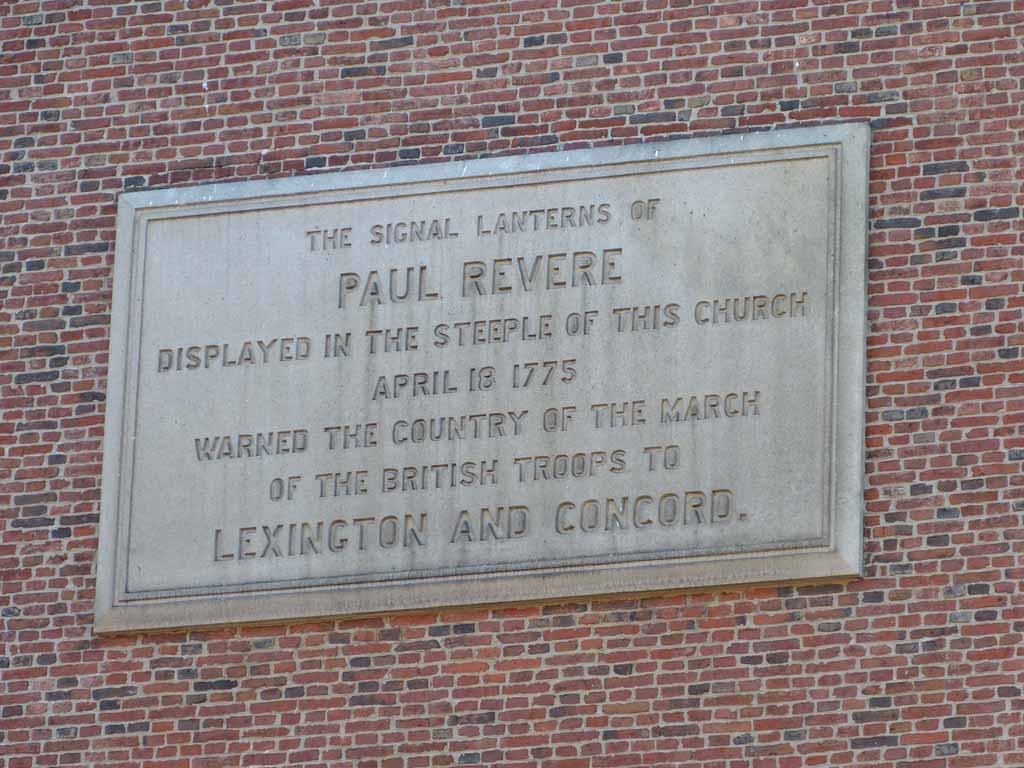 THE SIGNAL LANTERNS OF
PAUL REVERE
DISPLAYED IN THE STEEPLE OF THIS CHURCH
APRIL 18 1775
WARNED THE COUNTRY OF THE MARCH
OF THE BRITISH TROOPS TO
LEXINGTON AND CONCORD.